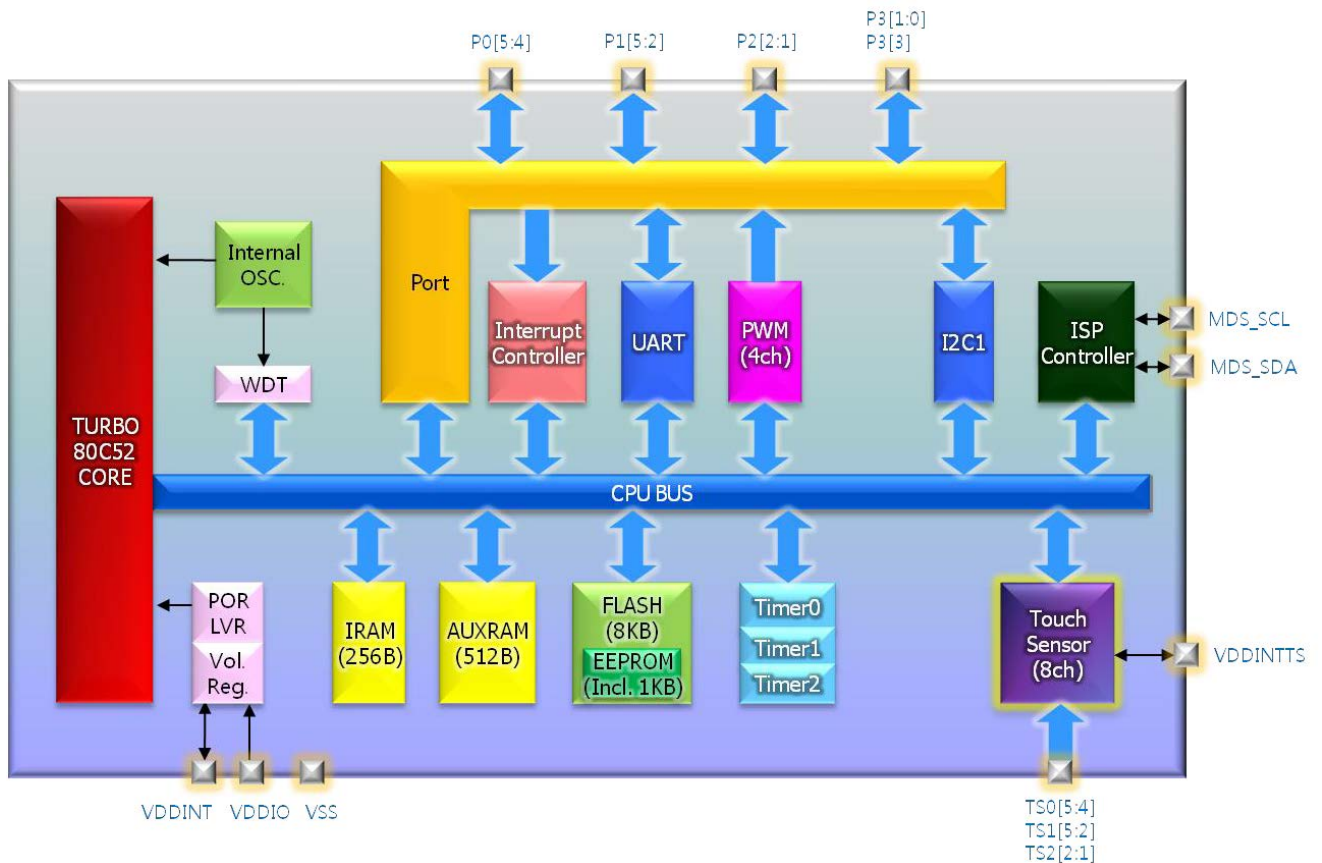 P3[1:0]
P0[5:4] P1[5:2] P2[2:1] P3[3]
Internal
OSC.
Port
Interrupt
Controller
UART
PWM
(4ch)
I2C1
ISP
Controller
MDS_SCL
MDS_SDA
WDT
TURBO
80C52
CORE
CPU BUS
POR
LVR
Vol.
Reg.
IRAM
(256B)
AUXRAM
(512B)
FLASH
(8KB)
EEPROM
(Incl. 1KB)
Timer0
Timer1
Timer2
Touch
Sensor
(8ch)
VDDINTTS
VDDINT VDDIO VSS
TS0[5:4]
TS1[5:2]
TS2[2:1]